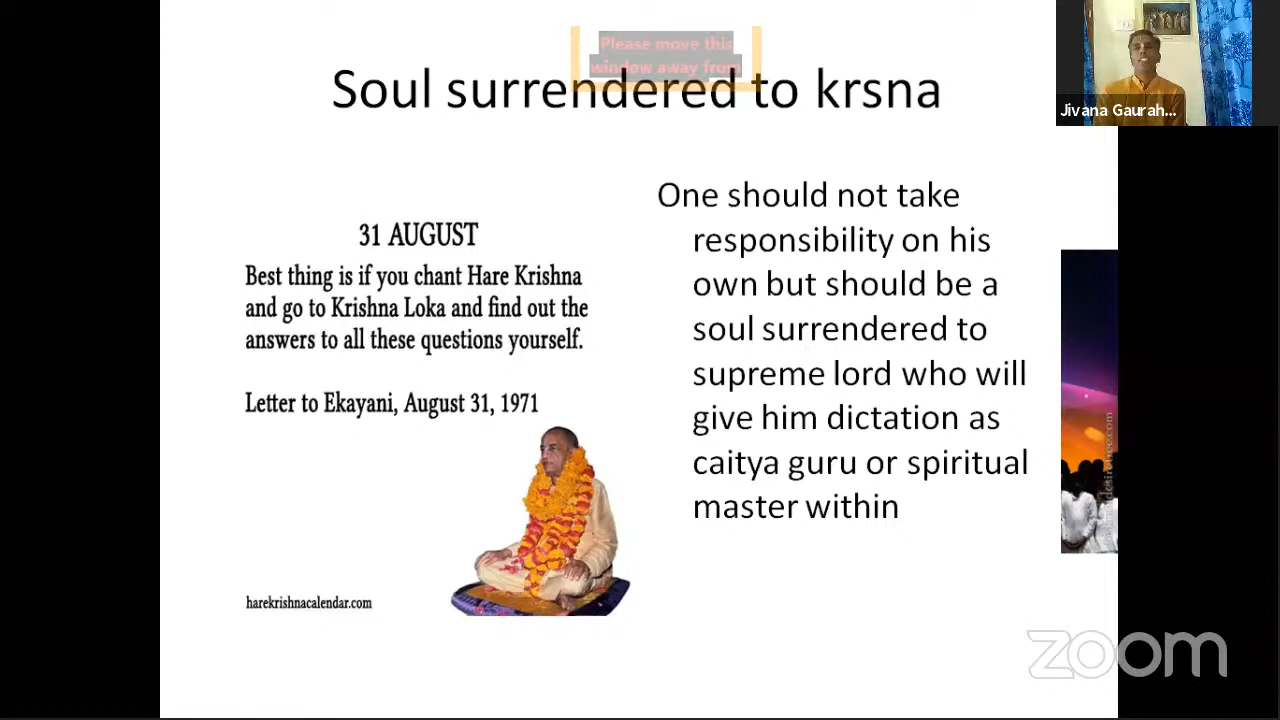 Please move this
window away from
Soul surrendered to krsna
Jivana Gaurah...
31 AUGUST
Best thing is if you chant Hare Krishna
and go to Krishna Loka and find out the
answers to all these questions yourself.
Letter to Ekayani, August 31, 1971
harekrishnacalendar.com
One should not take
responsibility on his
own but should be a
soul surrendered to
supreme lord who will
give him dictation as
caitya guru or spiritual
master within
zoom